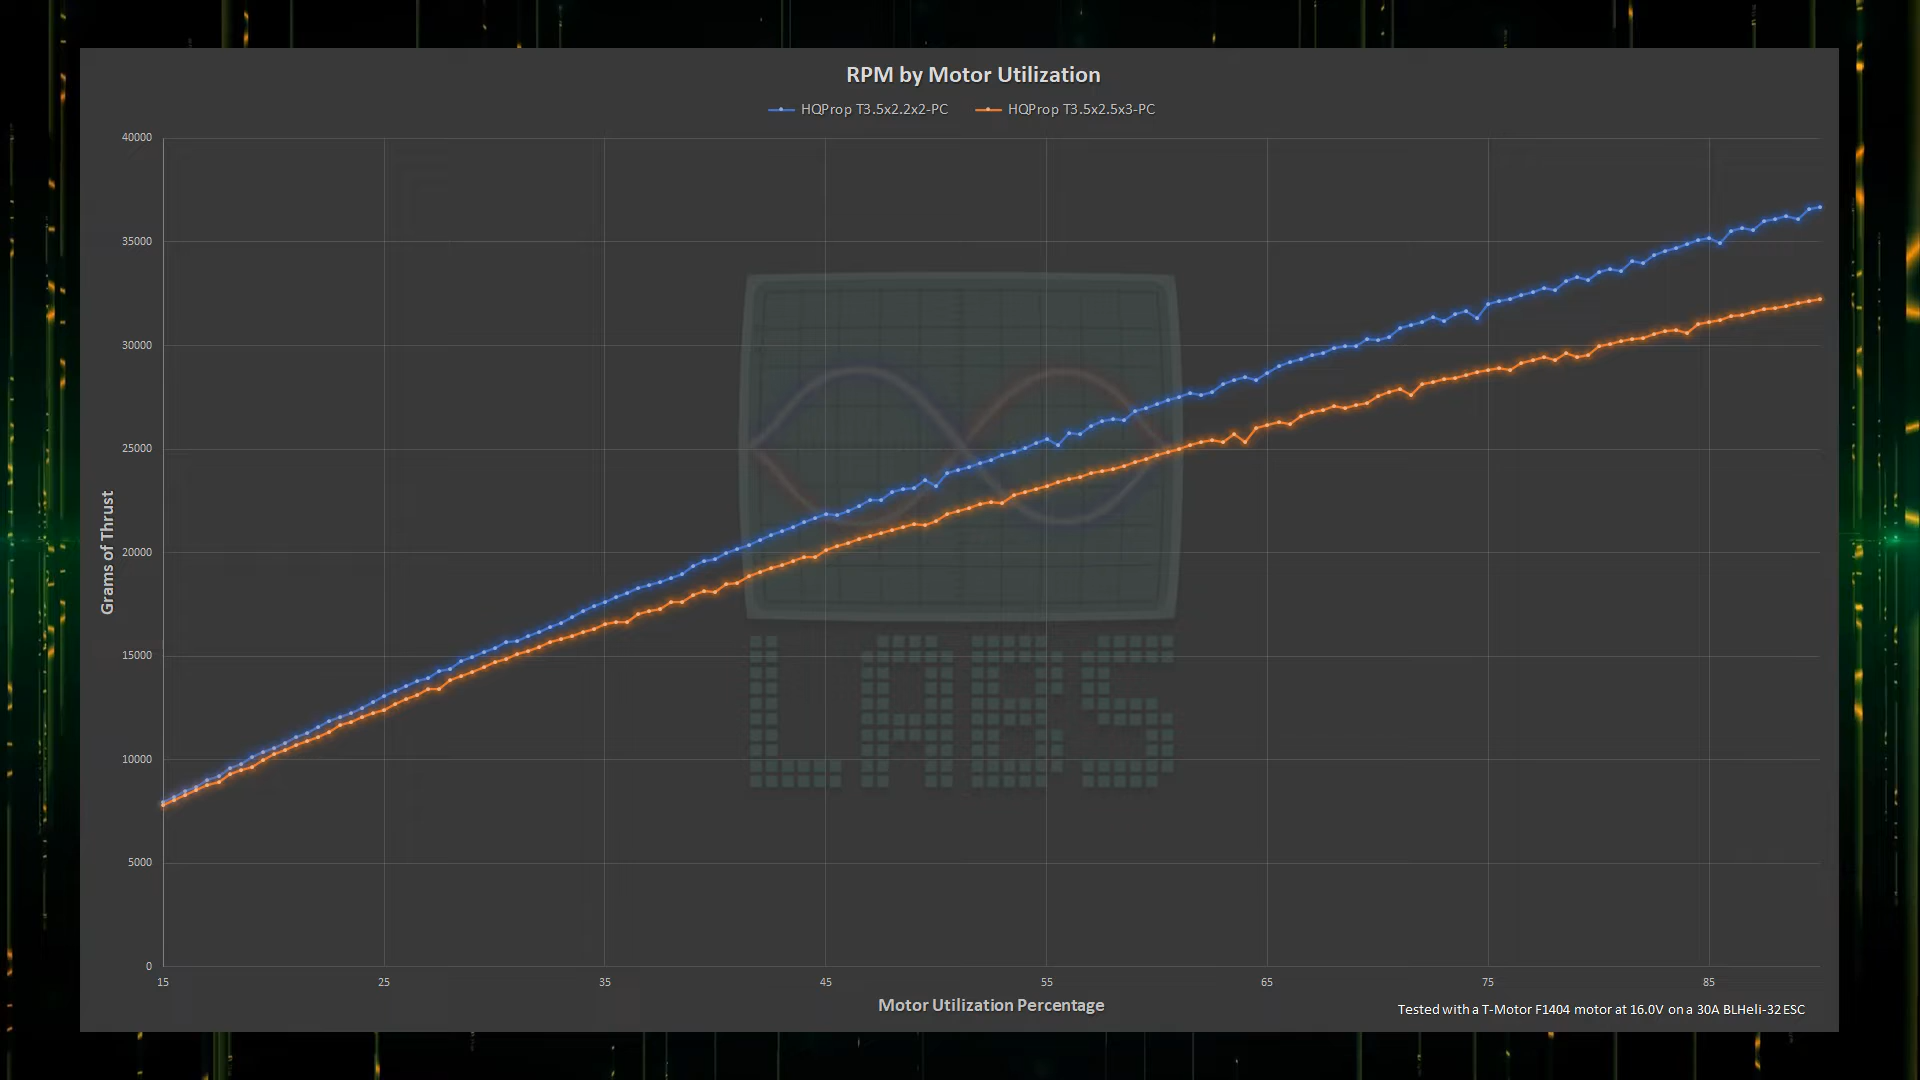 RPM by Motor Utilization
HQProp T3.5x2.2x2-PC HQProp T3.5x2.5x3-PC
40000
35000
30000
25000
20000
15000
10000
5000
0
Grams of Thrust
15 25 35 45 55 65 75 85
Motor Utilization Percentage
Tested with a T-Motor F1404 motor at 16.0V on a 30A BLHeli-32 ESC
LABS